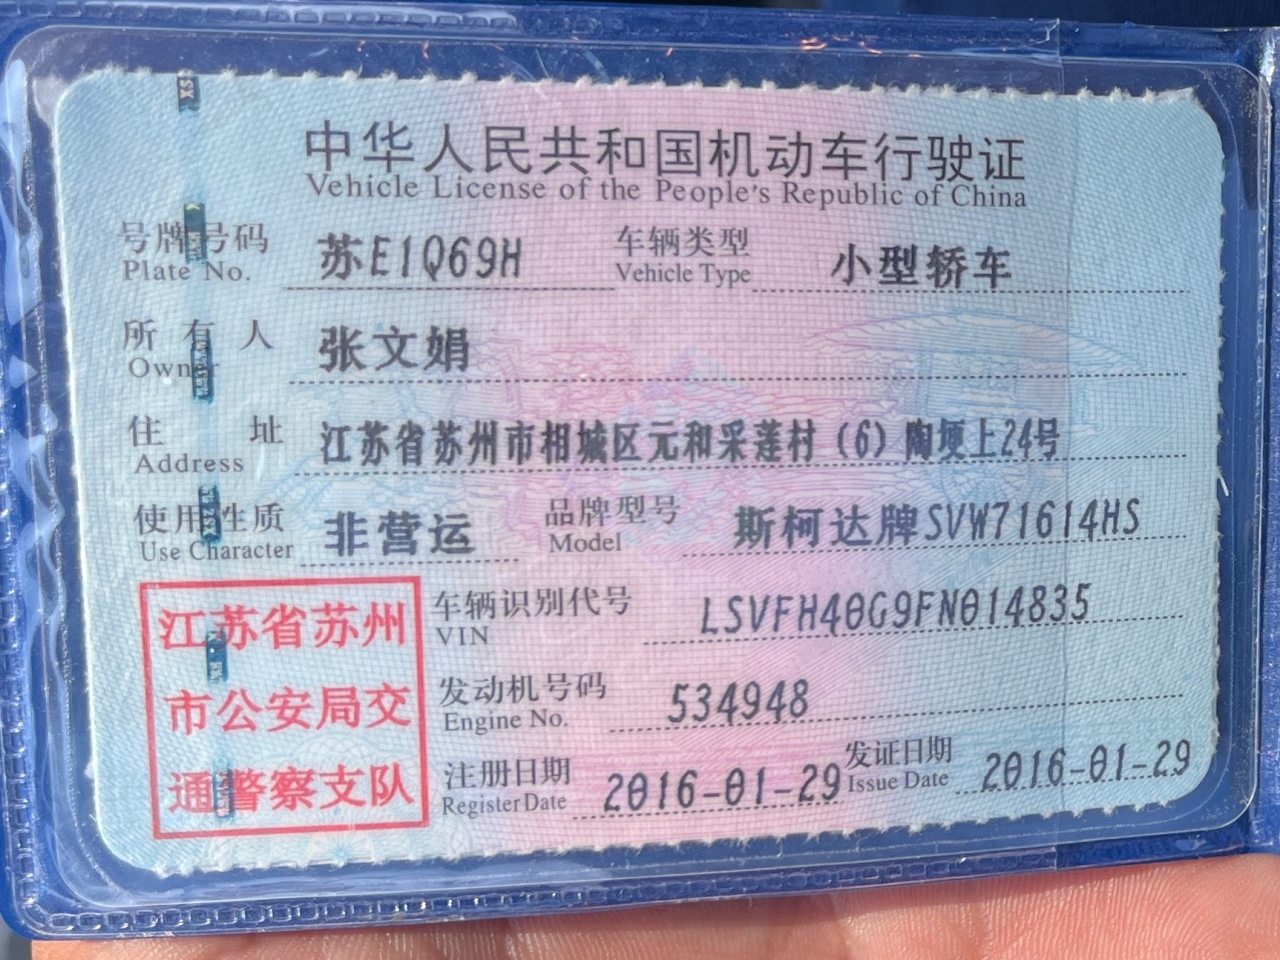 中华人民共和国机动车行驶证
Vehicle License of the People's Republic of China
号牌号码 苏E1Q69H 车辆类型 小型轿车
Plate No. Vehicle Type
所有人 张文娟
Owner
住址 江苏省苏州市相城区元和采莲村(6)陶埂上24号
Address
使用性质 非营运 品牌型号 斯柯达牌SVW71614HS
Use Character Model
车辆识别代号 LSVFH40G9FN014835
VIN
发动机号码 534948
Engine No.
注册日期 2016-01-29 发证日期 2016-01-29
Register Date Issue Date
江苏省苏州
市公安局交
通警察支队